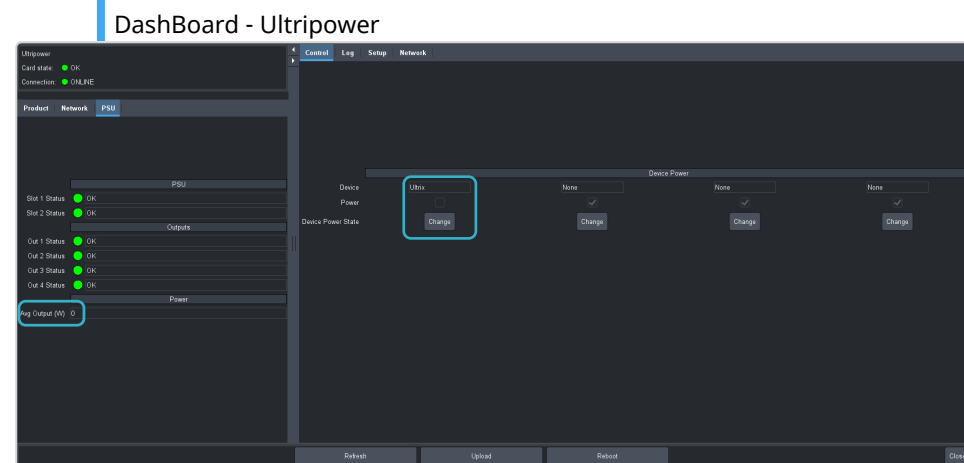 DashBoard - Ultripower
Ultripower
Card state: OK
Connection: ONLINE
Product Network PSU
PSU
Slot 1 Status OK
Slot 2 Status OK
Outputs
Out 1 Status OK
Out 2 Status OK
Out 3 Status OK
Out 4 Status OK
Power
Avg Output (W) 0
Control Log Setup Network
Device Power
Device Ultrix None None None
Power
Device Power State Change Change Change Change
Refresh Upload Reboot Close